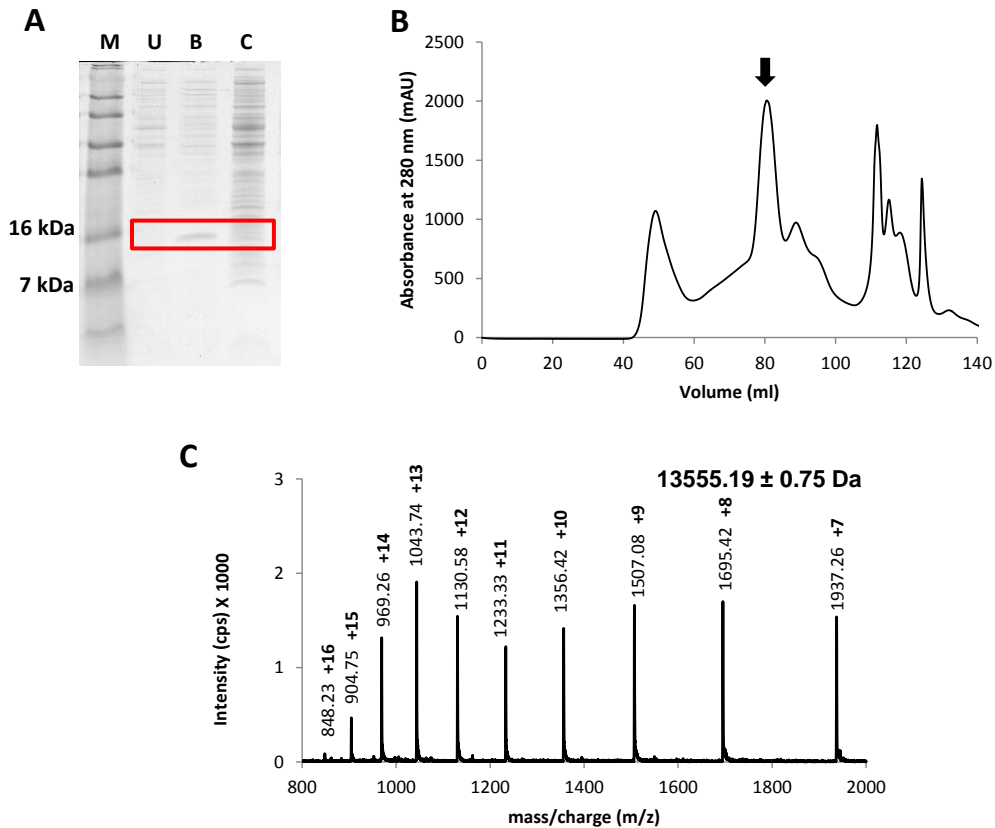 A
M U B C
16 kDa
7 kDa
B
2500
2000
1500
1000
500
0
0 20 40 60 80 100 120 140
Absorbance at 280 nm (mAU)
Volume (ml)
C
13555.19 ± 0.75 Da
3
2
1
0
848.23 +16
904.75 +15
969.26 +14
1043.74 +13
1130.58 +12
1233.33 +11
1356.42 +10
1507.08 +9
1695.42 +8
1937.26 +7
Intensity (cps) X 1000
800 1000 1200 1400 1600 1800 2000
mass/charge (m/z)